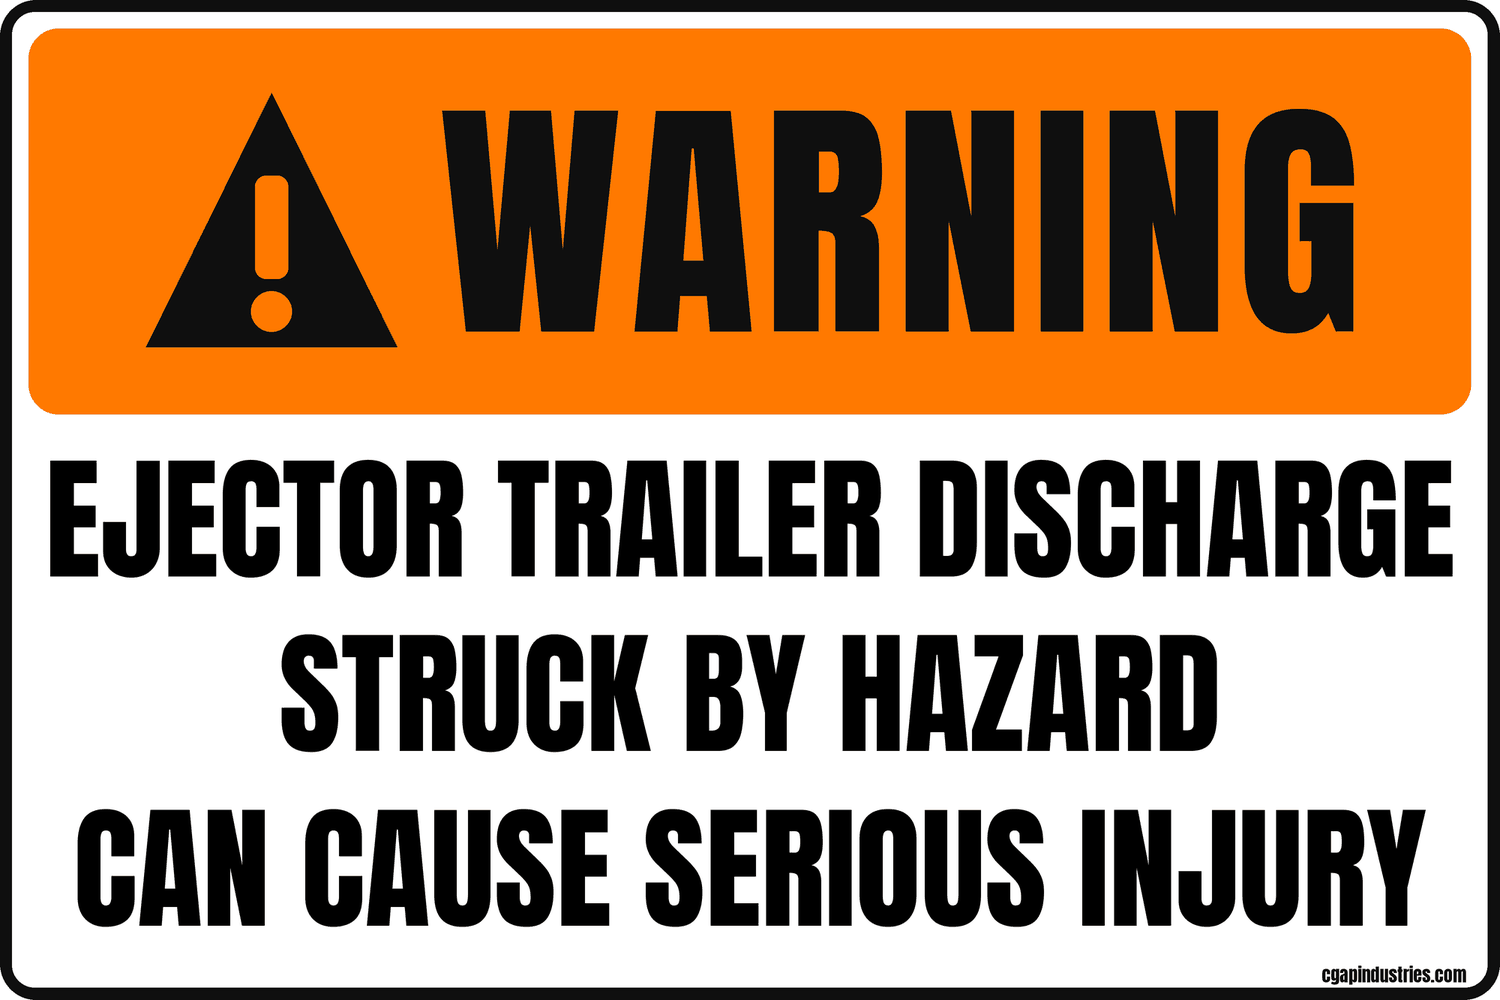 WARNING
EJECTOR TRAILER DISCHARGE
STRUCK BY HAZARD
CAN CAUSE SERIOUS INJURY
cgapindustries.com